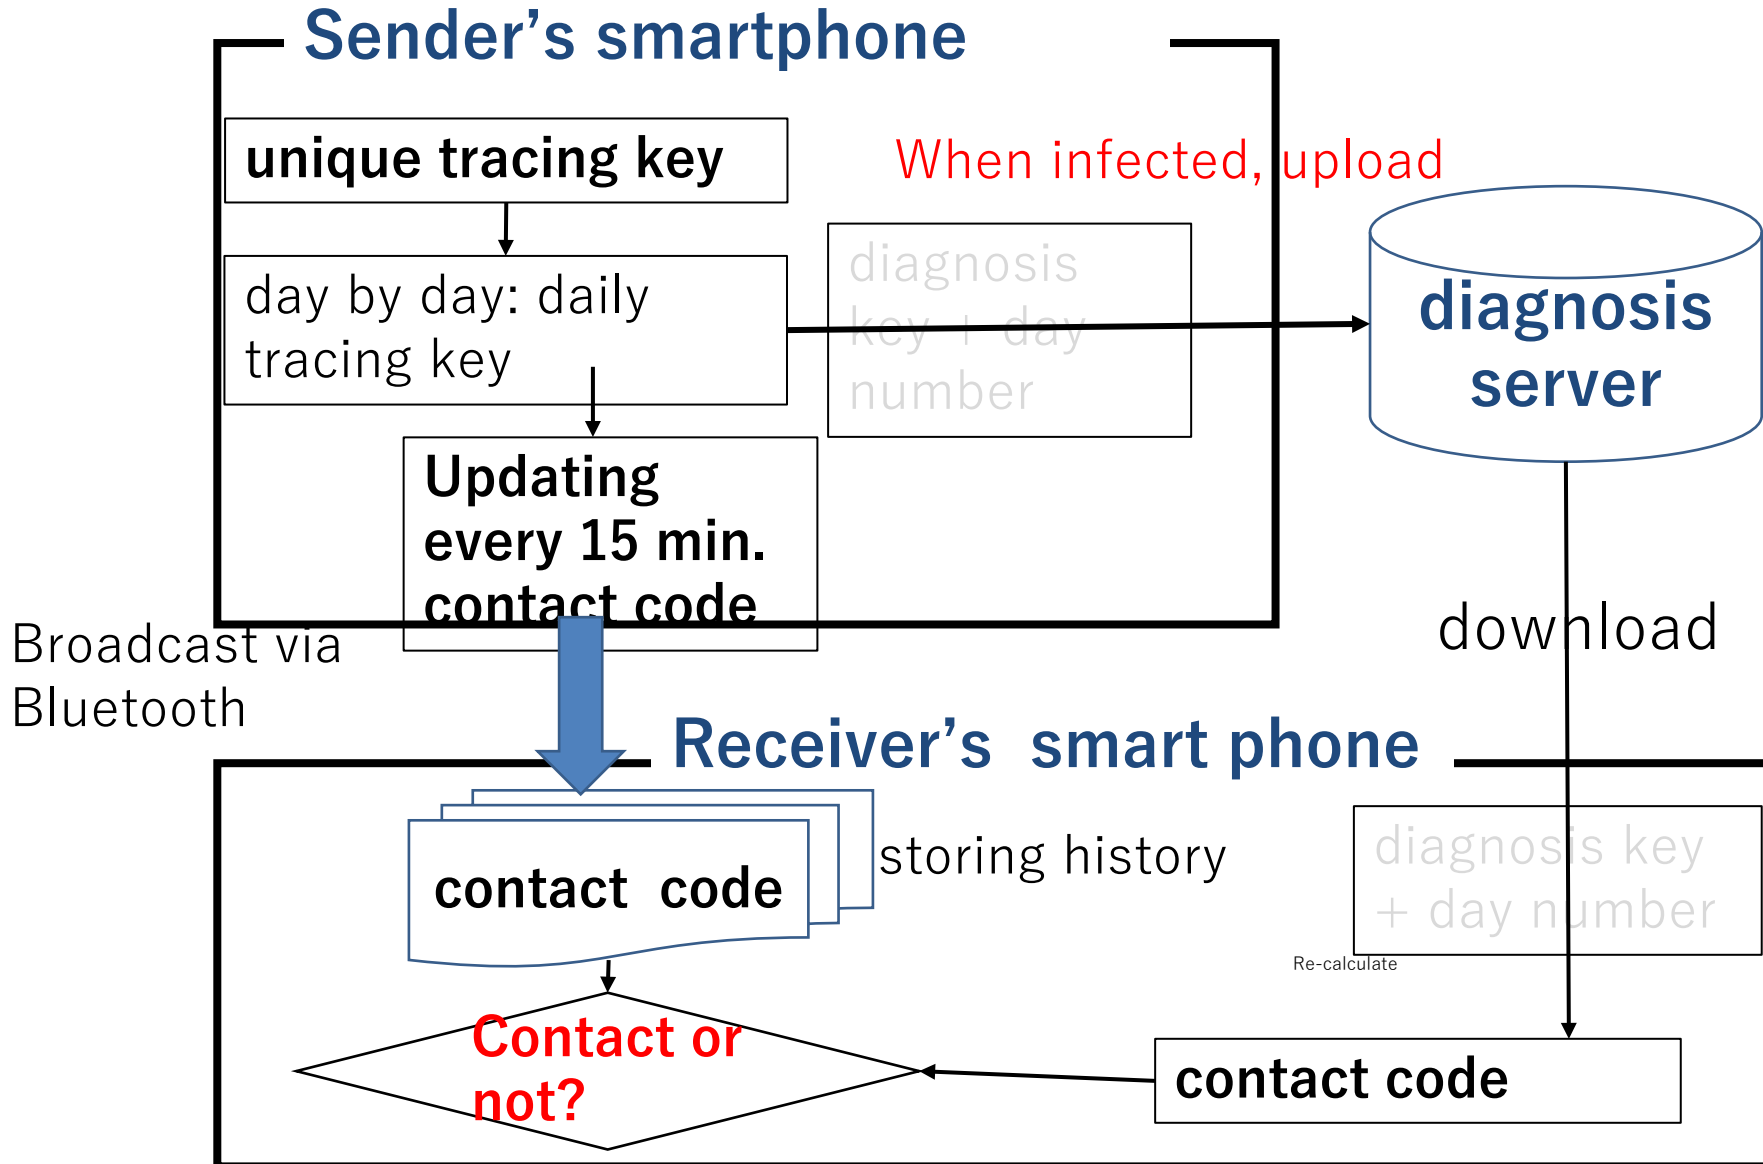 Sender’s smartphone
unique tracing key
When infected, upload
day by day: daily
tracing key
diagnosis
key + day
number
diagnosis
server
Updating
every 15 min.
contact code
Broadcast via
Bluetooth
download
Receiver’s smart phone
contact code
storing history
diagnosis key
+ day number
Re-calculate
Contact or
not?
contact code